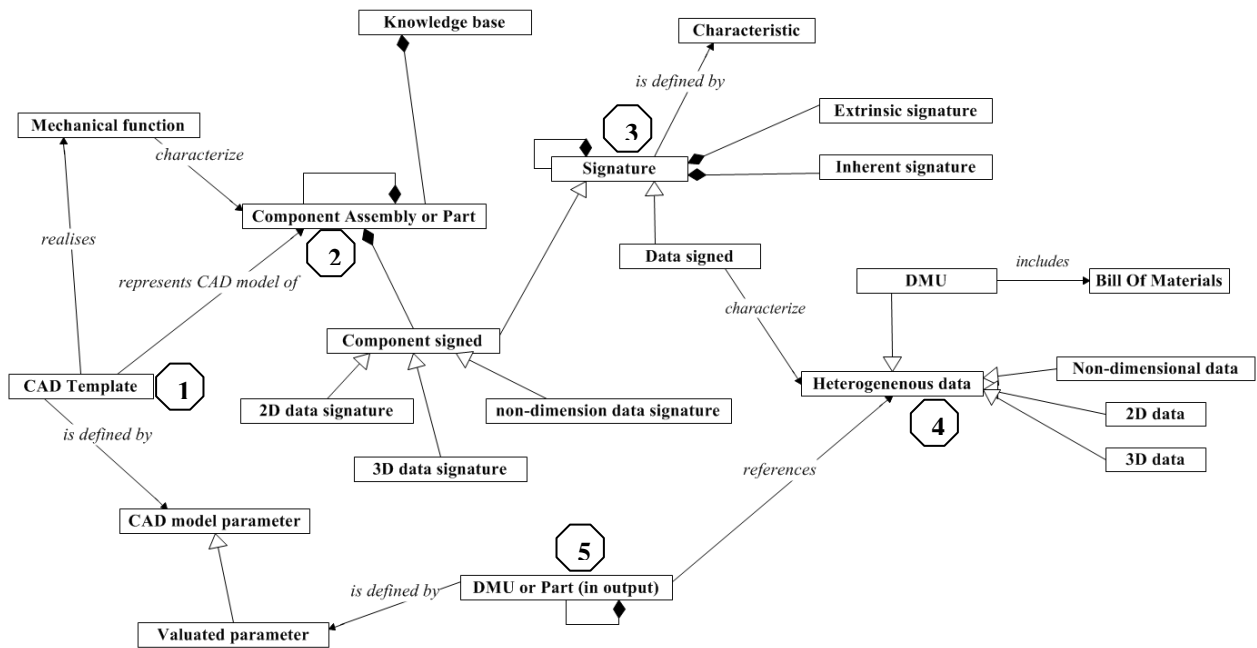 Knowledge base
Characteristic
is defined by
Mechanical function
characterize
3
Extrinsic signature
Signature
Inherent signature
Component Assembly or Part
realises
2
represents CAD model of
Data signed
characterize
DMU
includes
Bill Of Materials
Component signed
CAD Template
1
Heterogenenous data
Non-dimensional data
2D data signature
non-dimension data signature
4
2D data
is defined by
3D data signature
references
3D data
CAD model parameter
5
is defined by
DMU or Part (in output)
Valuated parameter